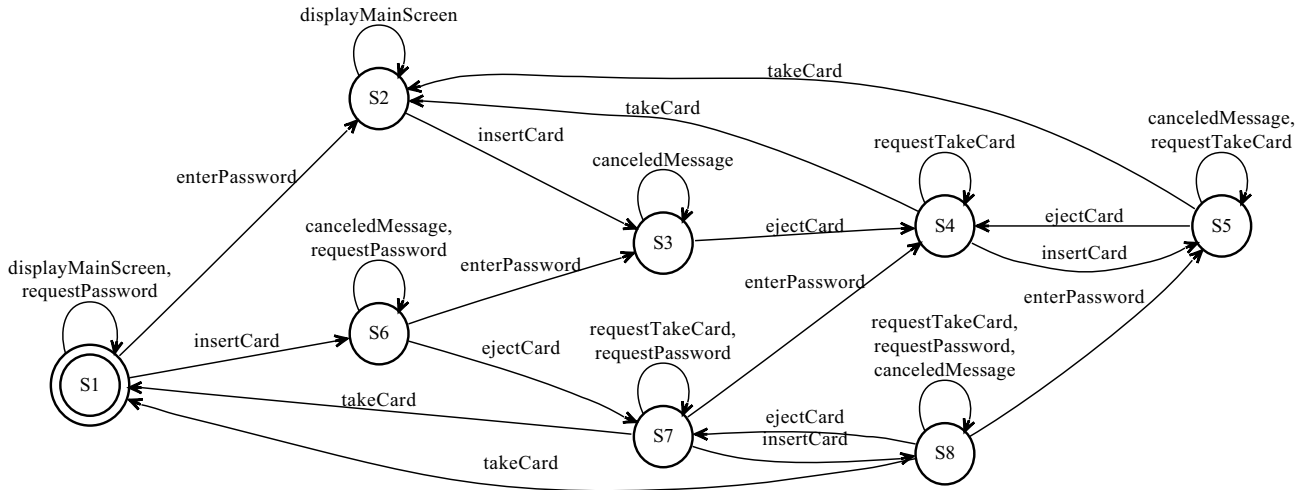 displayMainScreen
takeCard
S2
takeCard
canceledMessage,
requestTakeCard
insertCard
requestTakeCard
canceledMessage
enterPassword
canceledMessage,
requestPassword
S3
ejectCard
S4
ejectCard
S5
insertCard
displayMainScreen,
requestPassword
enterPassword
enterPassword
enterPassword
S6
insertCard
ejectCard
requestTakeCard,
requestPassword
requestTakeCard,
requestPassword,
canceledMessage
S1
takeCard
ejectCard
S7
insertCard
S8
takeCard